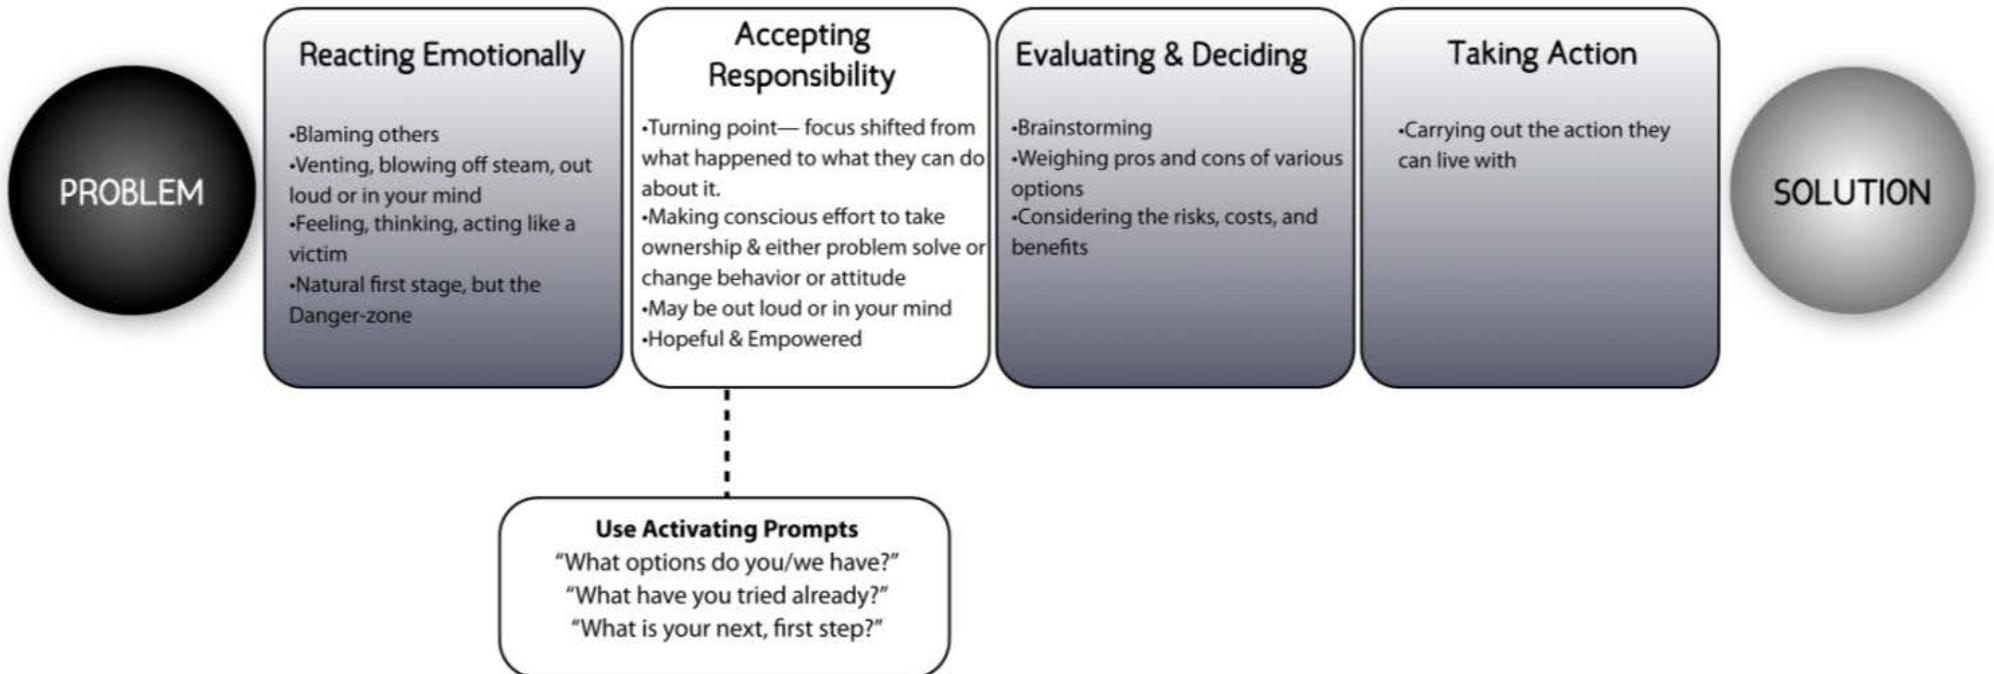 PROBLEM
Reacting Emotionally
•Blaming others
•Venting, blowing off steam, out
loud or in your mind
•Feeling, thinking, acting like a
victim
•Natural first stage, but the
Danger-zone
Accepting
Responsibility
•Turning point— focus shifted from
what happened to what they can do
about it.
•Making conscious effort to take
ownership & either problem solve or
change behavior or attitude
•May be out loud or in your mind
•Hopeful & Empowered
Evaluating & Deciding
•Brainstorming
•Weighing pros and cons of various
options
•Considering the risks, costs, and
benefits
Taking Action
•Carrying out the action they
can live with
SOLUTION
Use Activating Prompts
“What options do you/we have?”
“What have you tried already?”
“What is your next, first step?”